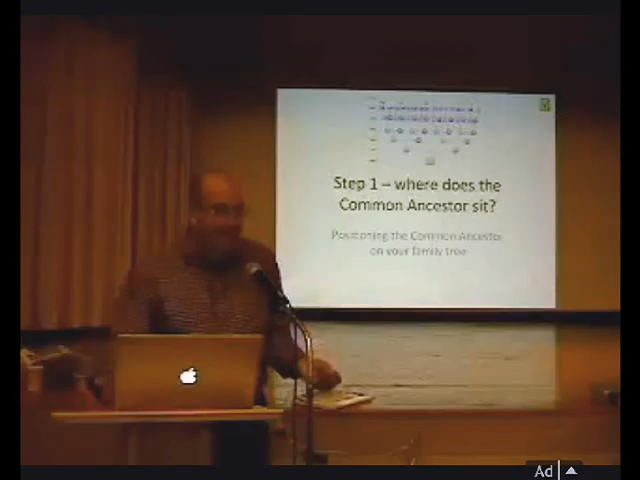 Step 1 – where does the
Common Ancestor sit?
Positioning the Common Ancestor
on your family tree
Ad